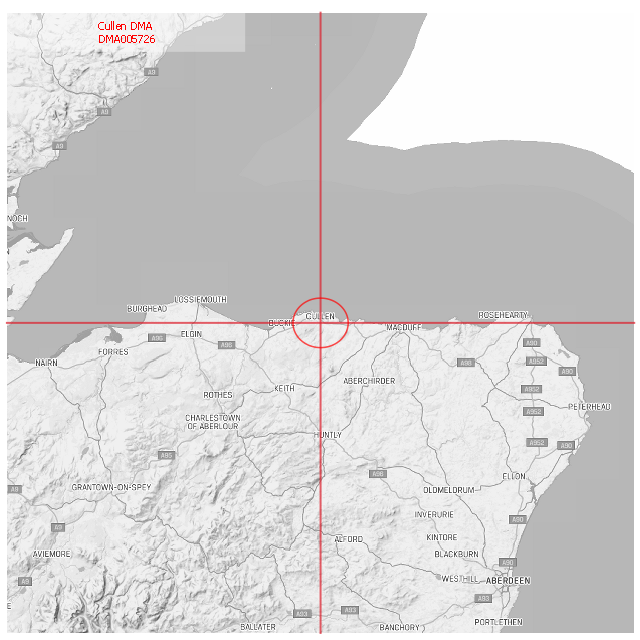 Cullen DMA
DMA005726
A9
A9
A9
NOCH
LOSSIEMOUTH
BURGHEAD
CULLEN
BUCKIE
ROSEHEARTY
MACDUFF
ELGIN
A96
A98
A90
FORRES
NAIRN
A952
A98
A90
ABERCHIRDER
KEITH
A952
ROTHES
PETERHEAD
A952
CHARLESTOWN
OF ABERLOUR
HUNTLY
A952
A90
A95
A96
ELLON
GRANTOWN-ON-SPEY
A9
OLDMELDRUM
INVERURIE
A90
A9
KINTORE
ALFORD
AVIEMORE
BLACKBURN
A90
WESTHILL
ABERDEEN
A9
A93
E
A93
A93
PORTLETHEN
BALLATER
BANCHORY